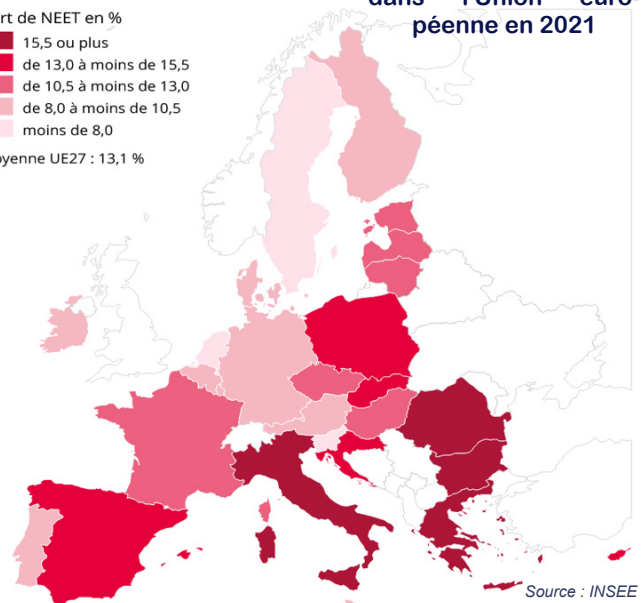 dans l'Union euro-
péenne en 2021
rt de NEET en %
15,5 ou plus
de 13,0 à moins de 15,5
de 10,5 à moins de 13,0
de 8,0 à moins de 10,5
moins de 8,0
yenne UE27 : 13,1 %
Source : INSEE